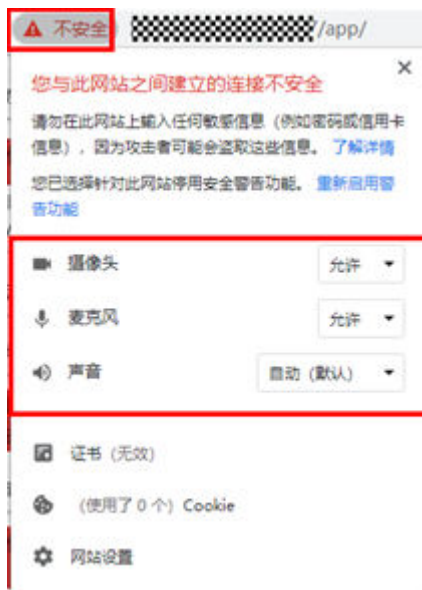 不安全 /app/
您与此网站之间建立的连接不安全
请勿在此网站上输入任何敏感信息（例如密码或信用卡
信息），因为攻击者可能会盗取这些信息。 了解详情
您已选择针对此网站停用安全警告功能。 重新启用警
告功能
摄像头 允许
麦克风 允许
声音 自动（默认）
证书（无效）
（使用了 0 个）Cookie
网站设置